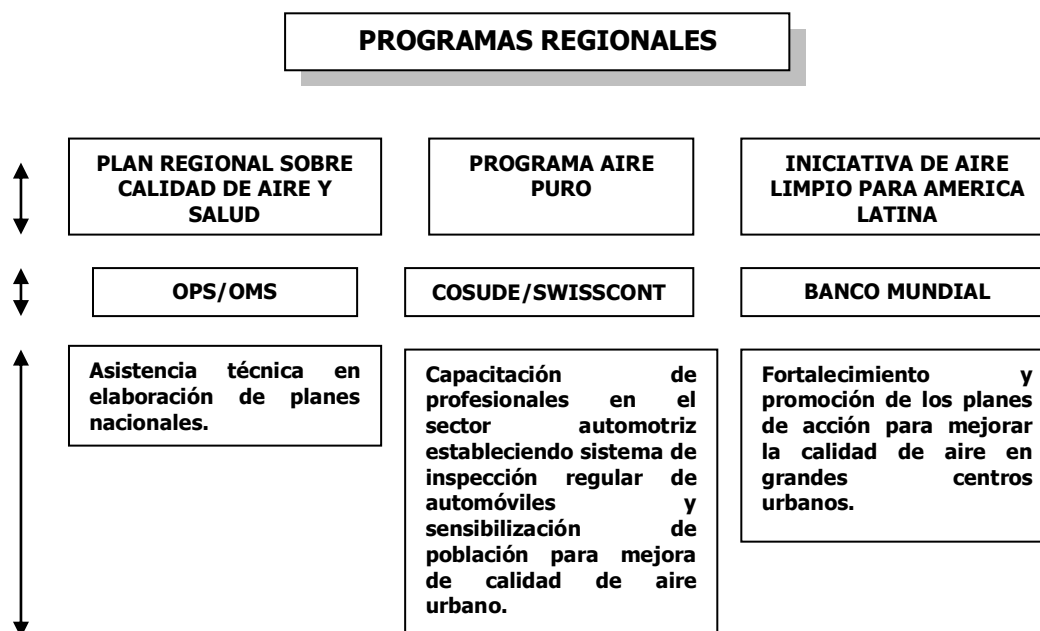 PROGRAMAS REGIONALES
PLAN REGIONAL SOBRE
CALIDAD DE AIRE Y
SALUD
PROGRAMA AIRE
PURO
INICIATIVA DE AIRE
LIMPIO PARA AMERICA
LATINA
OPS/OMS
COSUDE/SWISSCONT
BANCO MUNDIAL
Asistencia técnica en
elaboración de planes
nacionales.
Capacitación de
profesionales en el
sector automotriz
estableciendo sistema de
inspección regular de
automóviles y
sensibilización de
población para mejora
de calidad de aire
urbano.
Fortalecimiento y
promoción de los planes
de acción para mejorar
la calidad de aire en
grandes centros
urbanos.